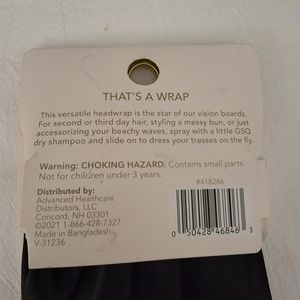 THAT'S A WRAP
This versatile headwrap is the star of our vision boards.
For second or third day hair, styling a messy bun, or just
accessorizing your beachy waves, spray with a little GSQ
dry shampoo and slide on to dress your tresses on the fly.
Warning: CHOKING HAZARD. Contains small parts.
Not for children under 3 years.
Distributed by:
Advanced Healthcare
Distributors, LLC
Concord, NH 03301
©2021 1-866-428-7327
Made in Bangladesh
V-31236
#418246
0 50428 46846 3